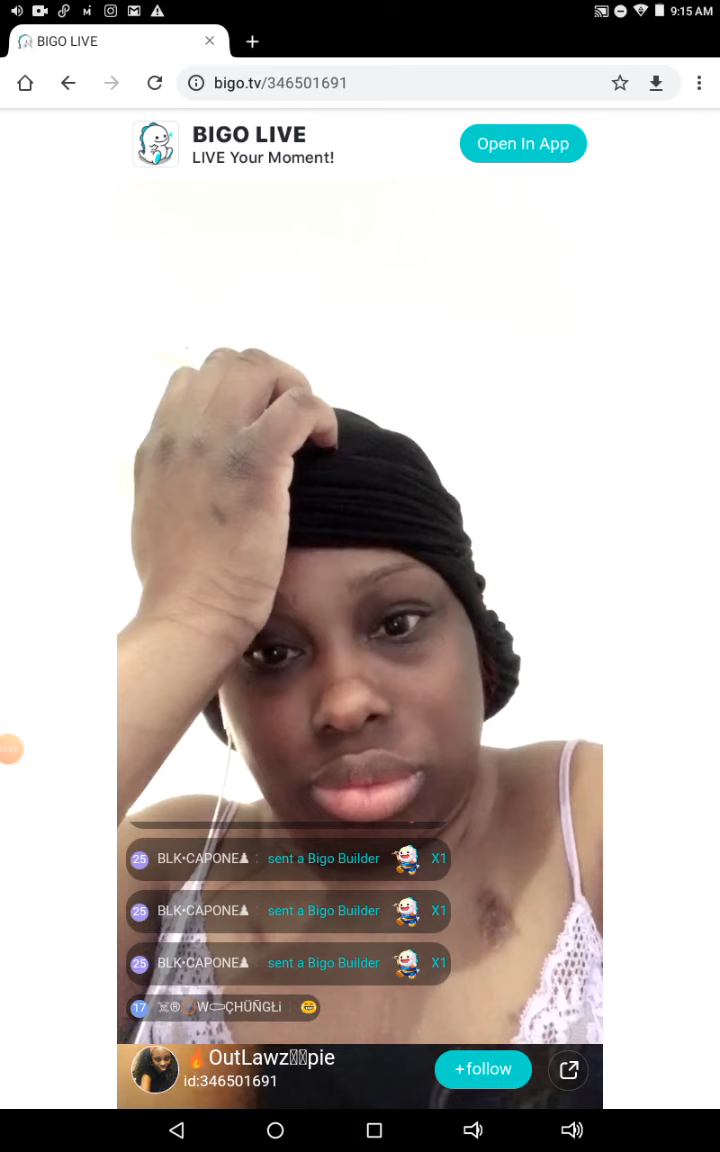 9:15 AM
BIGO LIVE
bigo.tv/346501691
BIGO LIVE
LIVE Your Moment!
Open In App
25 BLK•CAPONE♟ : sent a Bigo Builder X1
25 BLK•CAPONE♟ : sent a Bigo Builder X1
25 BLK•CAPONE♟ : sent a Bigo Builder X1
17
🔥OutLawz▯▯pie
id:346501691
+follow